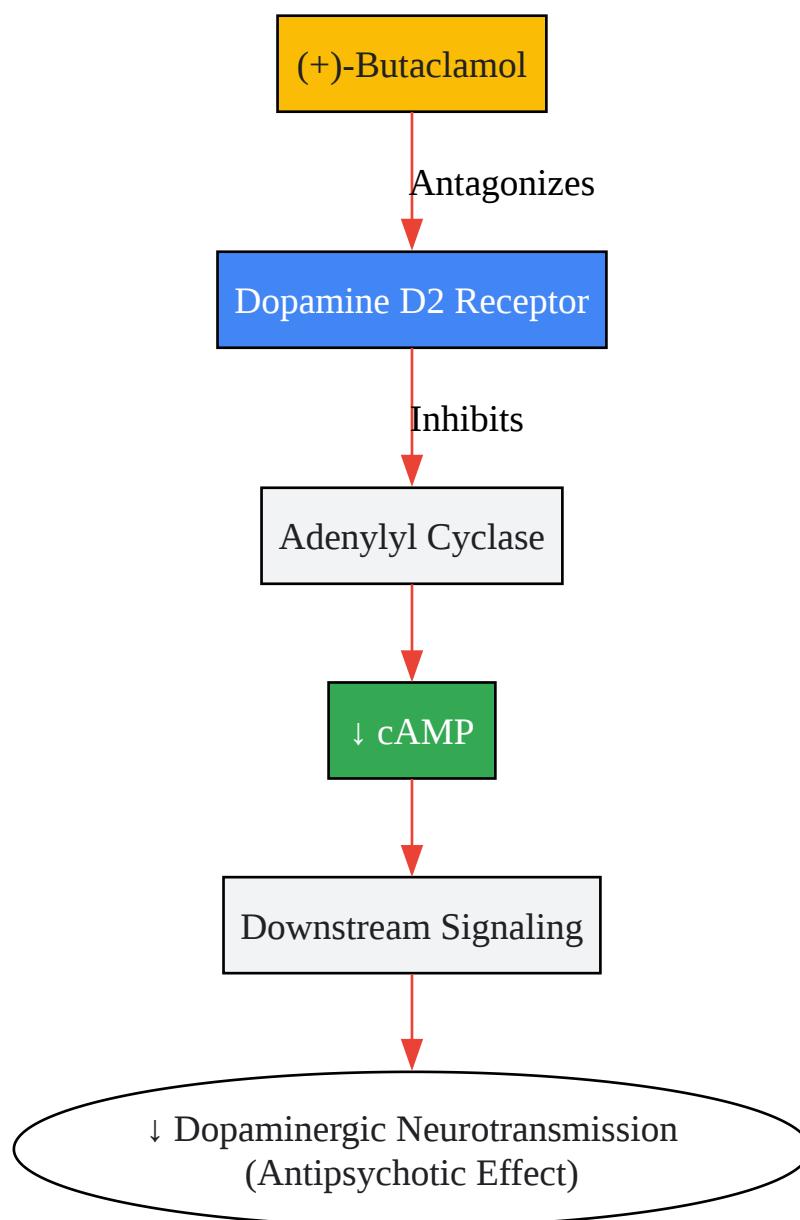 (+)-Butaclamol
Antagonizes
Dopamine D2 Receptor
Inhibits
Adenylyl Cyclase
↓ cAMP
Downstream Signaling
↓ Dopaminergic Neurotransmission
(Antipsychotic Effect)